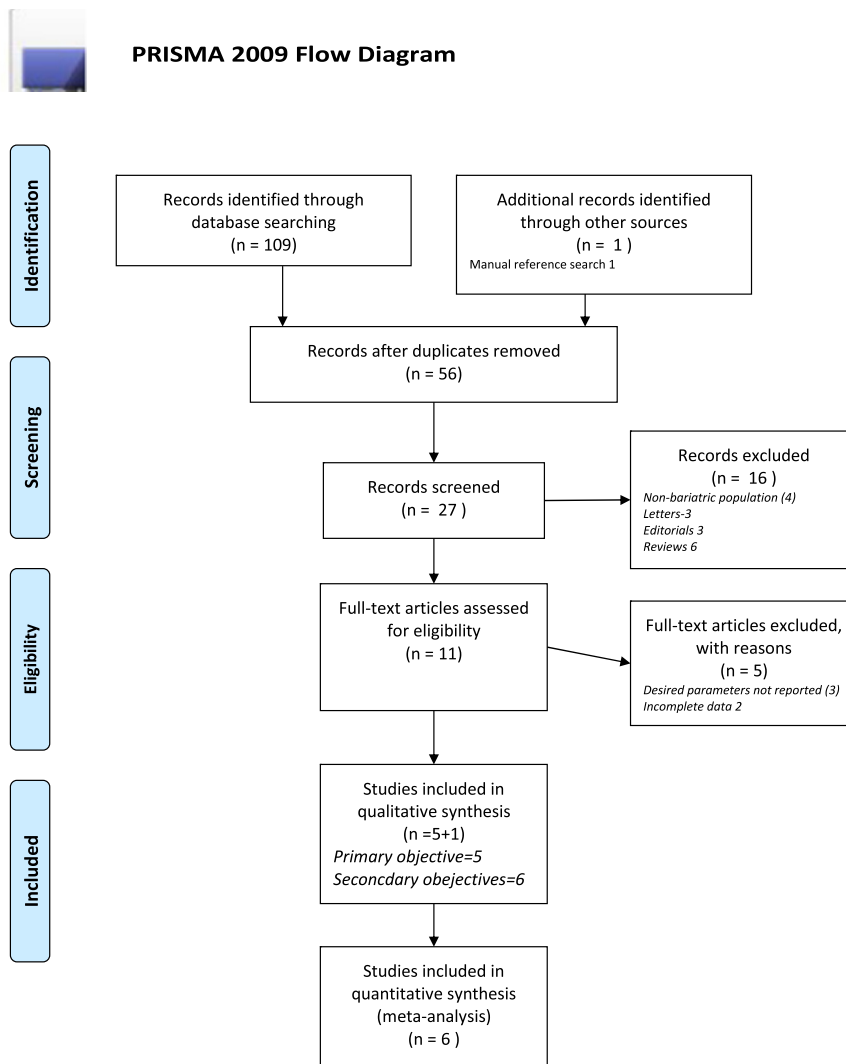 PRISMA 2009 Flow Diagram
Identification
Records identified through
database searching
(n = 109)
Additional records identified
through other sources
(n = 1 )
Manual reference search 1
Records after duplicates removed
(n = 56)
Screening
Records screened
(n = 27 )
Records excluded
(n = 16 )
Non-bariatric population (4)
Letters-3
Editorials 3
Reviews 6
Eligibility
Full-text articles assessed
for eligibility
(n = 11)
Full-text articles excluded,
with reasons
(n = 5)
Desired parameters not reported (3)
Incomplete data 2
Included
Studies included in
qualitative synthesis
(n =5+1)
Primary objective=5
Seconcdary obejectives=6
Studies included in
quantitative synthesis
(meta-analysis)
(n = 6 )